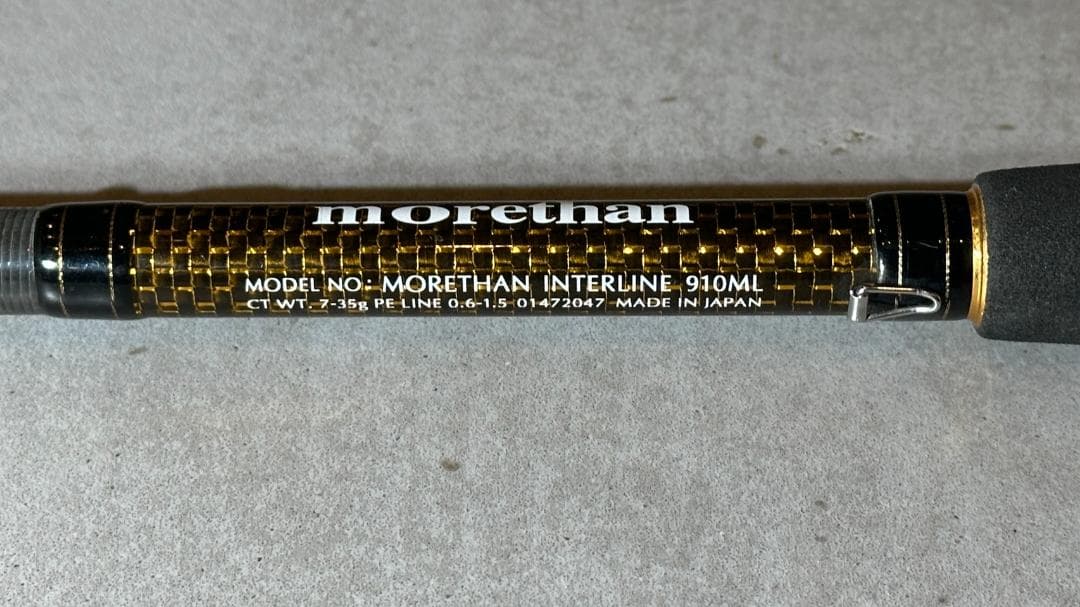 morethan
MODEL NO.: MORETHAN INTERLINE 910ML
CT WT. 7-35g PE LINE 0.6-1.5 01472047 MADE IN JAPAN